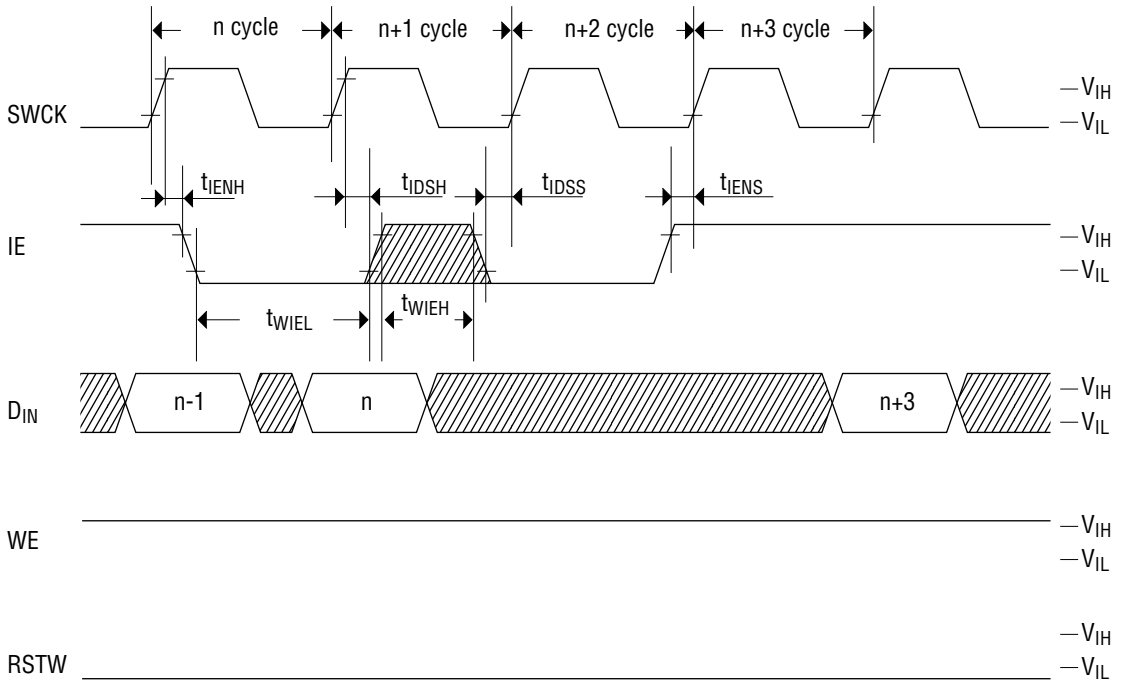 n cycle n+1 cycle n+2 cycle n+3 cycle
SWCK
VIH
VIL
tIENH tIDSH tIDSS tIENS
IE
VIH
VIL
tWIEL tWIEH
DIN
n-1 n n+3
VIH
VIL
WE
VIH
VIL
RSTW
VIH
VIL